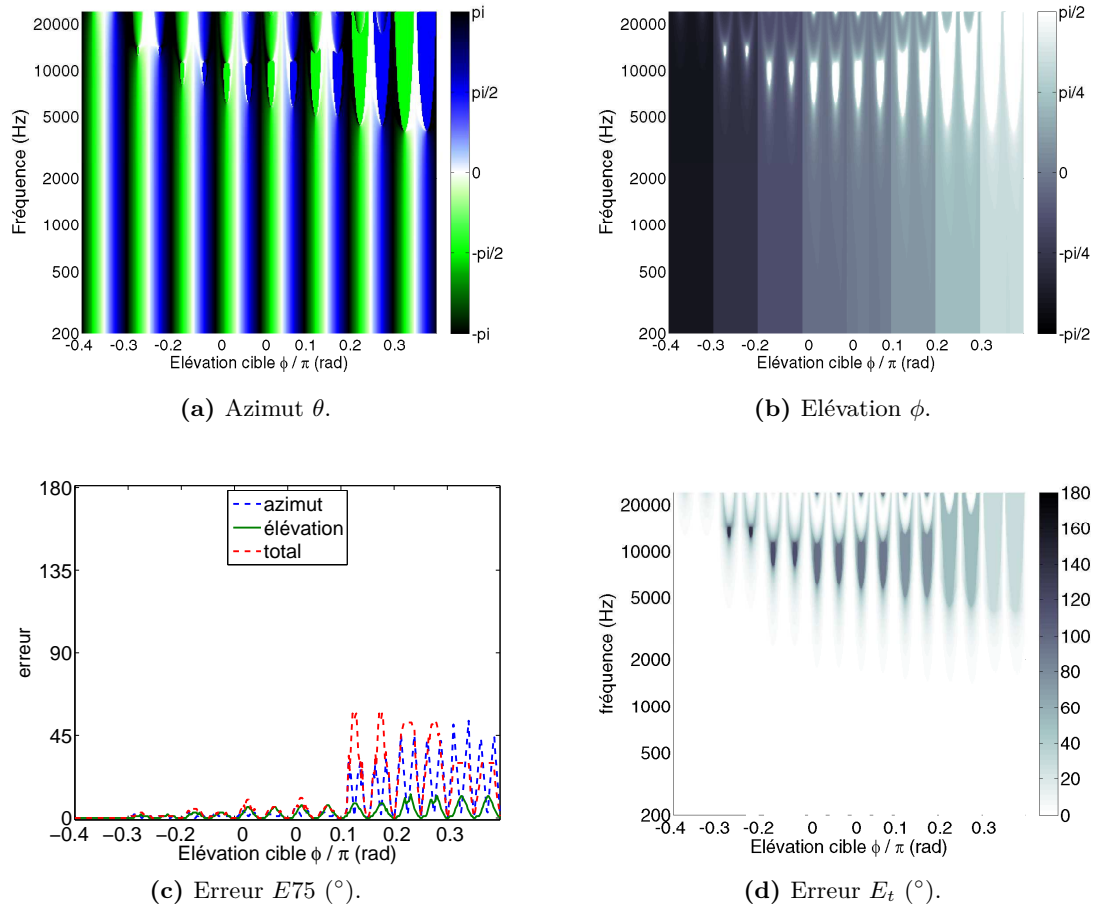 20000
10000
5000
2000
1000
500
200
Fréquence (Hz)
-0.4 -0.3 -0.2 0 0 0.1 0.2 0.3
Elévation cible ϕ / π (rad)
pi
pi/2
0
-pi/2
-pi
(a) Azimut θ.
20000
10000
5000
2000
1000
500
200
Fréquence (Hz)
-0.4 -0.3 -0.2 0 0 0.1 0.2 0.3
Elévation cible ϕ / π (rad)
pi/2
pi/4
0
-pi/4
-pi/2
(b) Elévation ϕ.
180
135
90
45
0
erreur
azimut
élévation
total
−0.4 −0.3 −0.2 0 0 0.1 0.2 0.3
Elévation cible ϕ / π (rad)
(c) Erreur E75 (°).
20000
10000
5000
2000
1000
500
200
fréquence (Hz)
-0.4 -0.3 -0.2 0 0 0.1 0.2 0.3
Elévation cible ϕ / π (rad)
180
160
140
120
100
80
60
40
20
0
(d) Erreur Et (°).